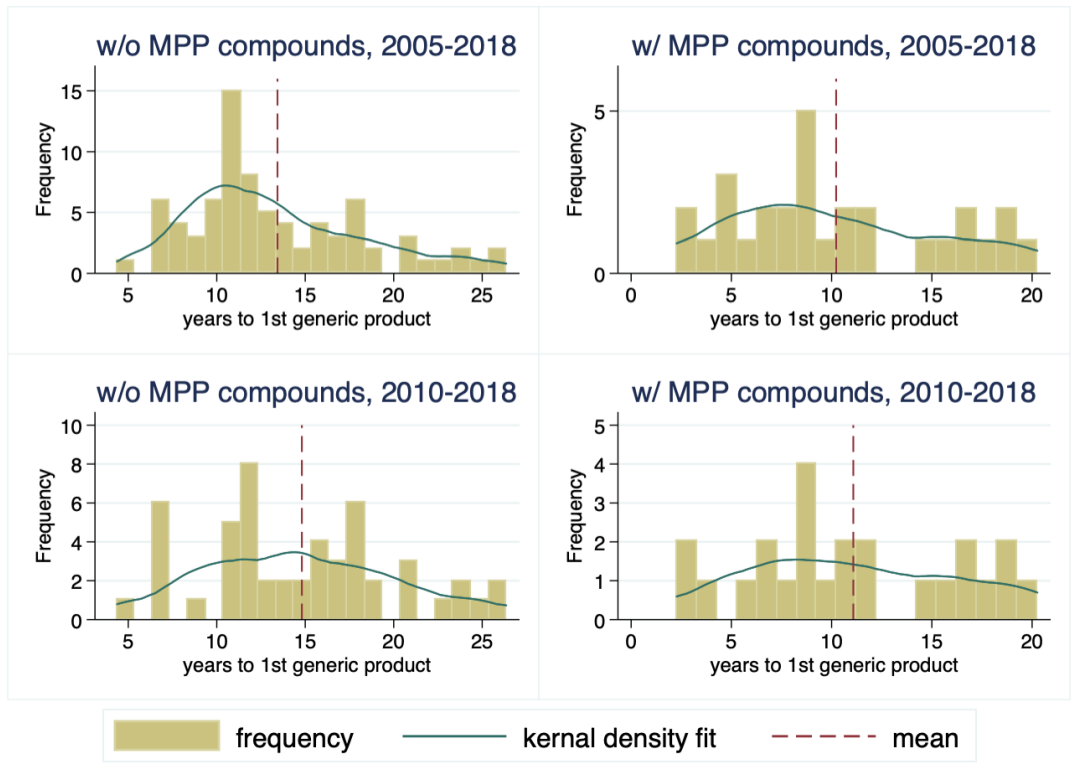 w/o MPP compounds, 2005-2018
Frequency
15
10
5
0
5 10 15 20 25
years to 1st generic product
w/ MPP compounds, 2005-2018
Frequency
5
0
0 5 10 15 20
years to 1st generic product
w/o MPP compounds, 2010-2018
Frequency
10
8
6
4
2
0
5 10 15 20 25
years to 1st generic product
w/ MPP compounds, 2010-2018
Frequency
5
4
3
2
1
0
0 5 10 15 20
years to 1st generic product
frequency kernal density fit mean